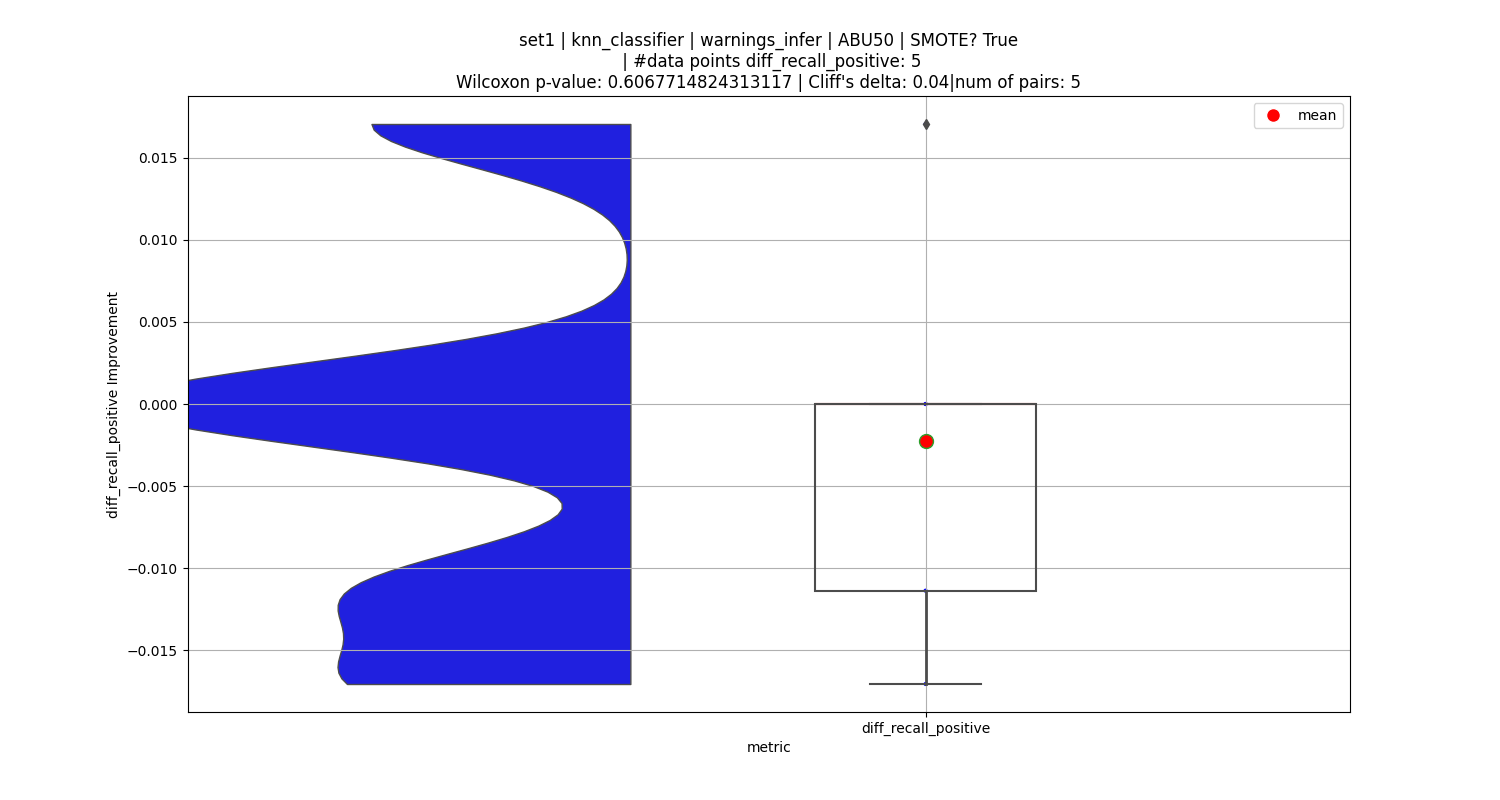 set1 | knn_classifier | warnings_infer | ABU50 | SMOTE? True
| #data points diff_recall_positive: 5
Wilcoxon p-value: 0.6067714824313117 | Cliff's delta: 0.04|num of pairs: 5
mean
0.015
0.010
0.005
0.000
−0.005
−0.010
−0.015
diff_recall_positive Improvement
diff_recall_positive
metric